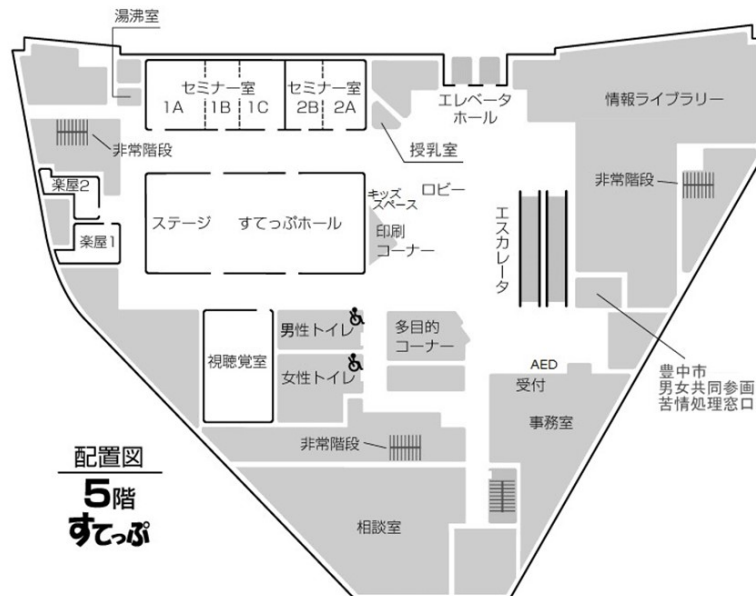 湯沸室
セミナー室
1A 1B 1C
セミナー室
2B 2A
エレベータ
ホール
情報ライブラリー
授乳室
非常階段
楽屋2
楽屋1
ステージ
すてっぷホール
キッズ
スペース
ロビー
印刷
コーナー
エスカレータ
非常階段
視聴覚室
男性トイレ
女性トイレ
多目的
コーナー
AED
受付
事務室
豊中市
男女共同参画
苦情処理窓口
非常階段
相談室
配置図
5階
すてっぷ